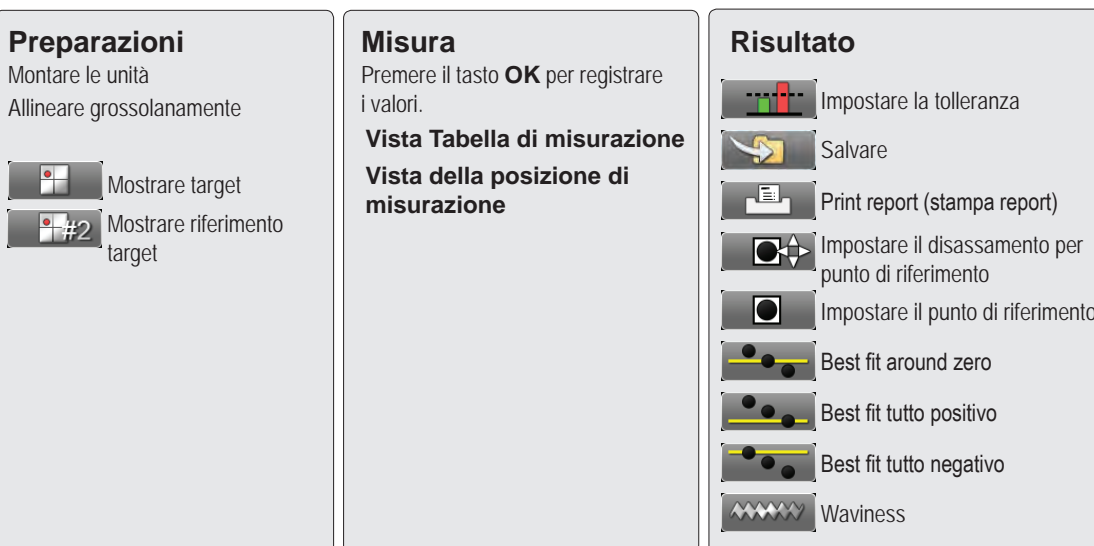 Preparazioni
Montare le unità
Allineare grossolanamente
Mostrare target
#2 Mostrare riferimento
target
Misura
Premere il tasto OK per registrare
i valori.
Vista Tabella di misurazione
Vista della posizione di
misurazione
Risultato
Impostare la tolleranza
Salvare
Print report (stampa report)
Impostare il disassamento per
punto di riferimento
Impostare il punto di riferimento
Best fit around zero
Best fit tutto positivo
Best fit tutto negativo
Waviness